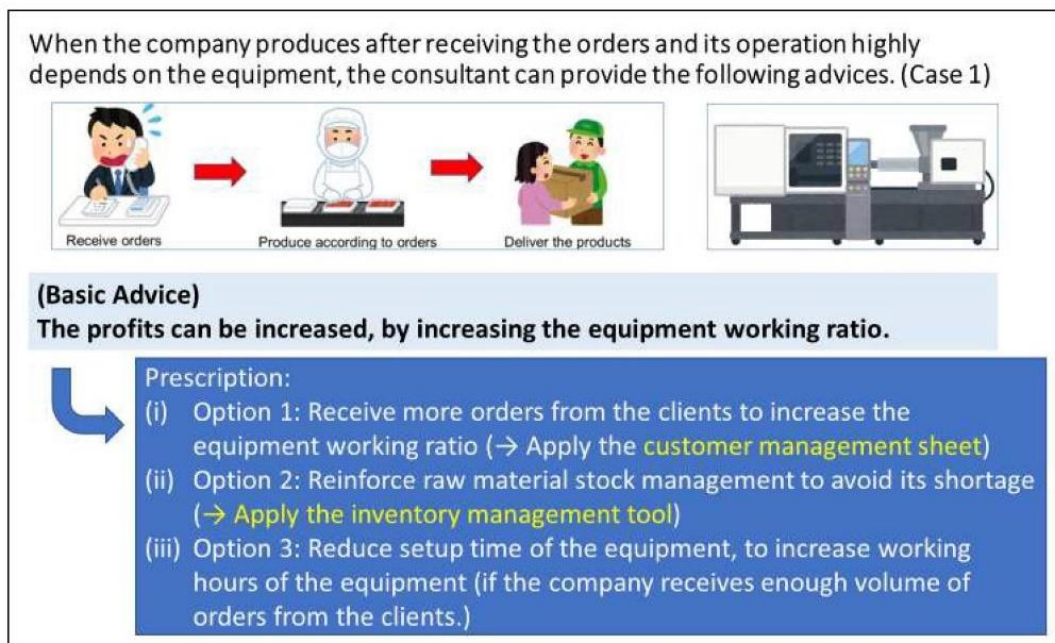 When the company produces after receiving the orders and its operation highly
depends on the equipment, the consultant can provide the following advices. (Case 1)
Receive orders
Produce according to orders
Deliver the products
(Basic Advice)
The profits can be increased, by increasing the equipment working ratio.
Prescription:
(i) Option 1: Receive more orders from the clients to increase the
equipment working ratio (→ Apply the customer management sheet)
(ii) Option 2: Reinforce raw material stock management to avoid its shortage
(→ Apply the inventory management tool)
(iii) Option 3: Reduce setup time of the equipment, to increase working
hours of the equipment (if the company receives enough volume of
orders from the clients.)